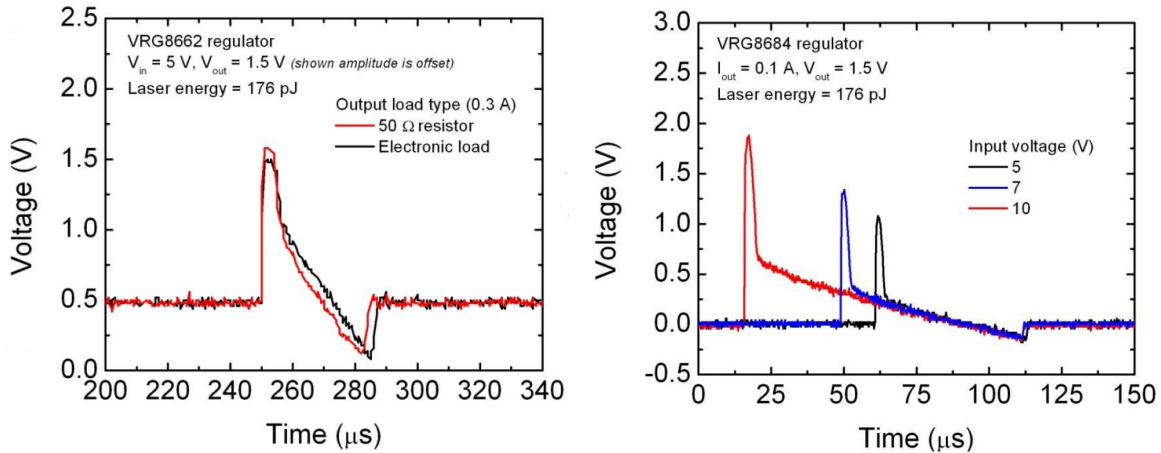 VRG8662 regulator
V_in = 5 V, V_out = 1.5 V (shown amplitude is offset)
Laser energy = 176 pJ
Output load type (0.3 A)
50 Ω resistor
Electronic load
Voltage (V)
2.5
2.0
1.5
1.0
0.5
0.0
200 220 240 260 280 300 320 340
Time (μs)
VRG8684 regulator
I_out = 0.1 A, V_out = 1.5 V
Laser energy = 176 pJ
Input voltage (V)
5
7
10
Voltage (V)
3.0
2.5
2.0
1.5
1.0
0.5
0.0
-0.5
0 25 50 75 100 125 150
Time (μs)